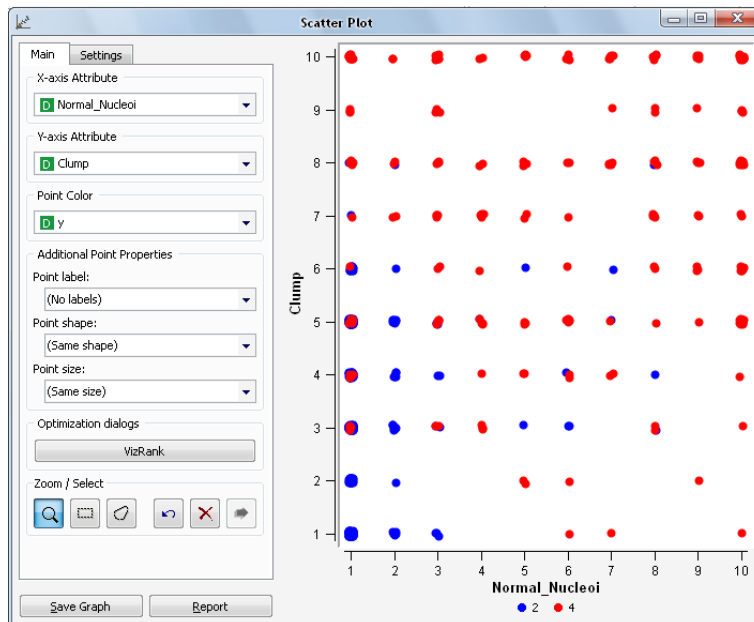 Scatter Plot
Main
Settings
X-axis Attribute
D Normal_Nucleoi
Y-axis Attribute
D Clump
Point Color
D y
Additional Point Properties
Point label:
(No labels)
Point shape:
(Same shape)
Point size:
(Same size)
Optimization dialogs
VizRank
Zoom / Select
Save Graph
Report
Clump
10
9
8
7
6
5
4
3
2
1
1 2 3 4 5 6 7 8 9 10
Normal_Nucleoi
2 4